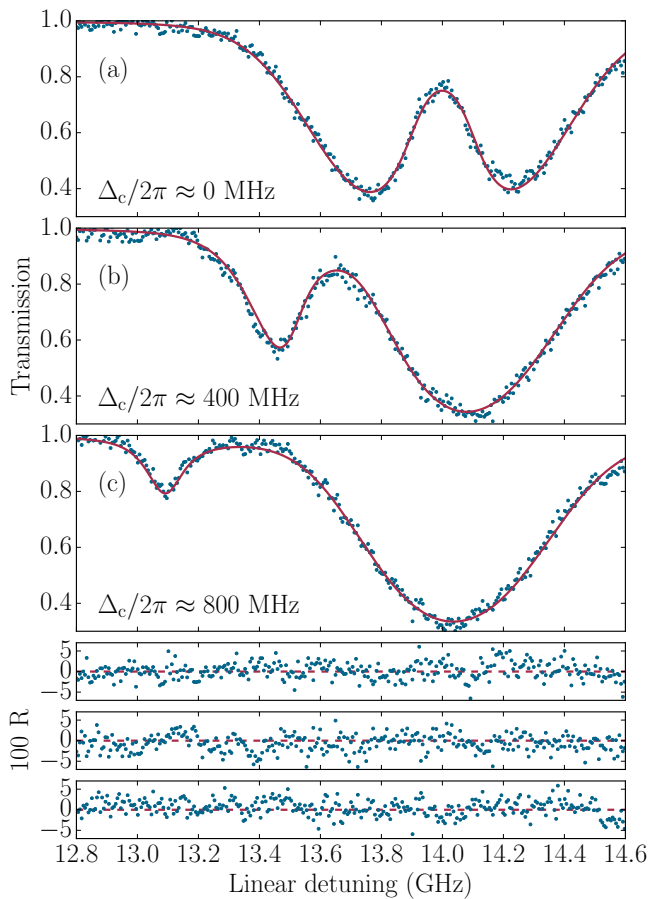 1.0
0.8
0.6
0.4
(a)
Δc/2π ≈ 0 MHz
1.0
0.8
0.6
0.4
(b)
Δc/2π ≈ 400 MHz
Transmission
1.0
0.8
0.6
0.4
(c)
Δc/2π ≈ 800 MHz
5
0
−5
5
0
−5
5
0
−5
100 R
12.8 13.0 13.2 13.4 13.6 13.8 14.0 14.2 14.4 14.6
Linear detuning (GHz)